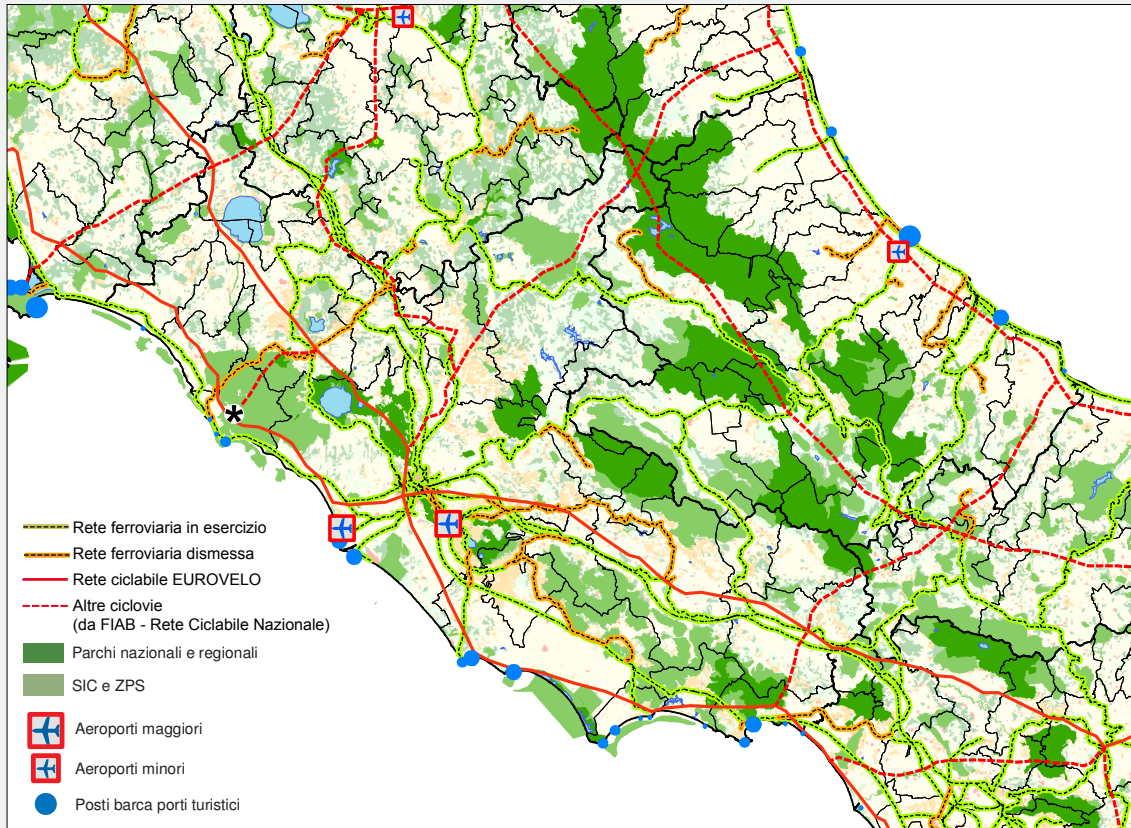 *
Rete ferroviaria in esercizio
Rete ferroviaria dismessa
Rete ciclabile EUROVELO
Altre ciclovie
(da FIAB - Rete Ciclabile Nazionale)
Parchi nazionali e regionali
SIC e ZPS
Aeroporti maggiori
Aeroporti minori
Posti barca porti turistici